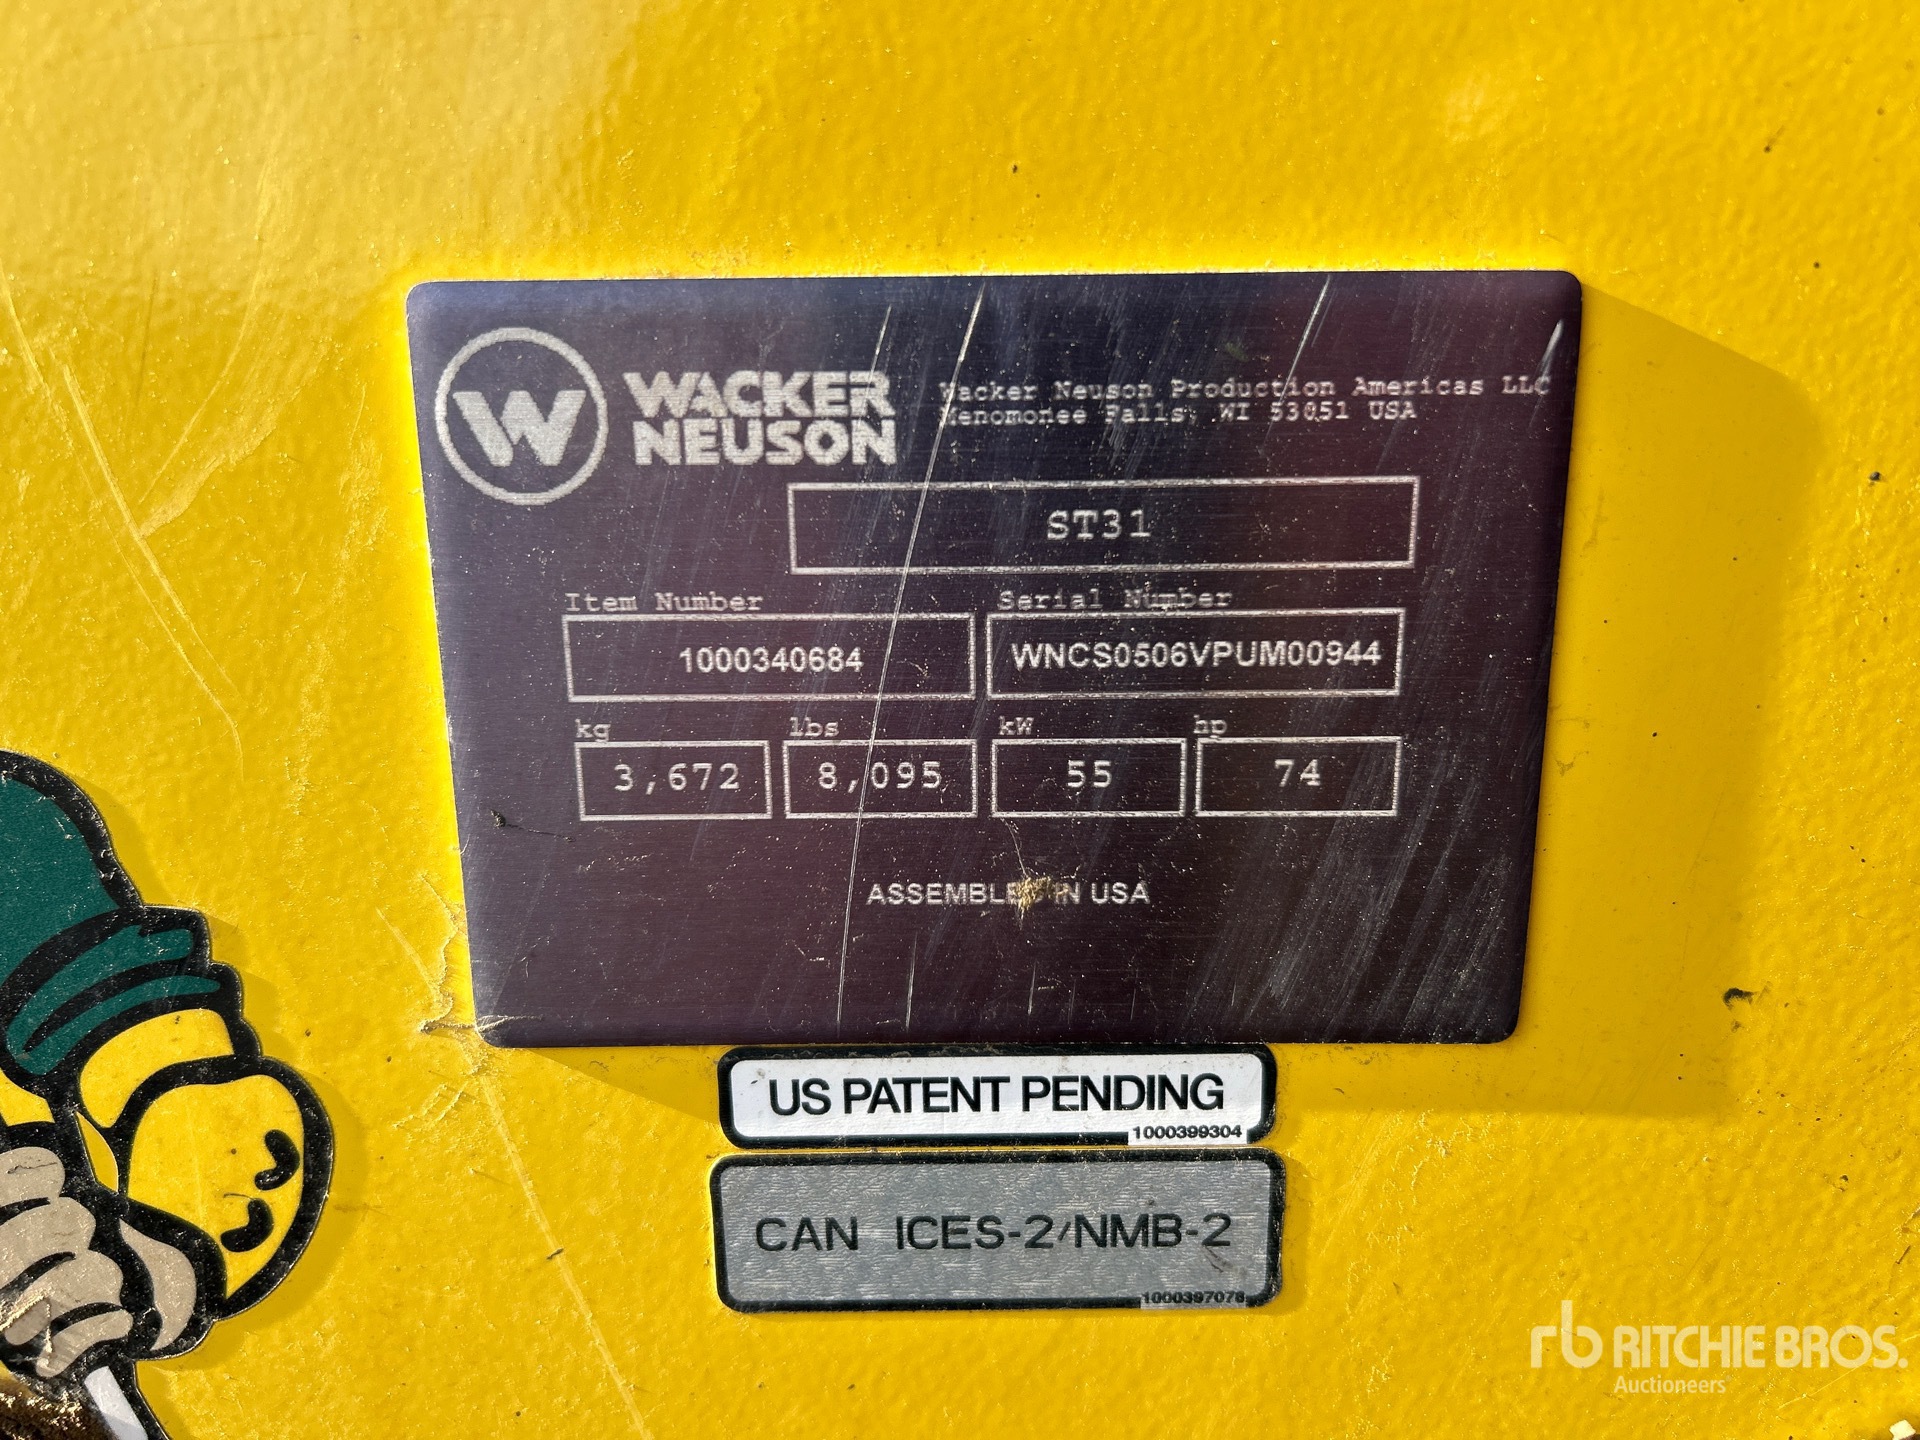 WACKER
NEUSON
Wacker Neuson Production Americas LLC
Menomonee Falls, WI 53051 USA
ST31
Item Number
Serial Number
1000340684
WNCS0506VPUM00944
kg
lbs
kW
hp
3,672
8,095
55
74
ASSEMBLED IN USA
US PATENT PENDING
1000399304
CAN ICES-2/NMB-2
1000397078
rb RITCHIE BROS.
Auctioneers